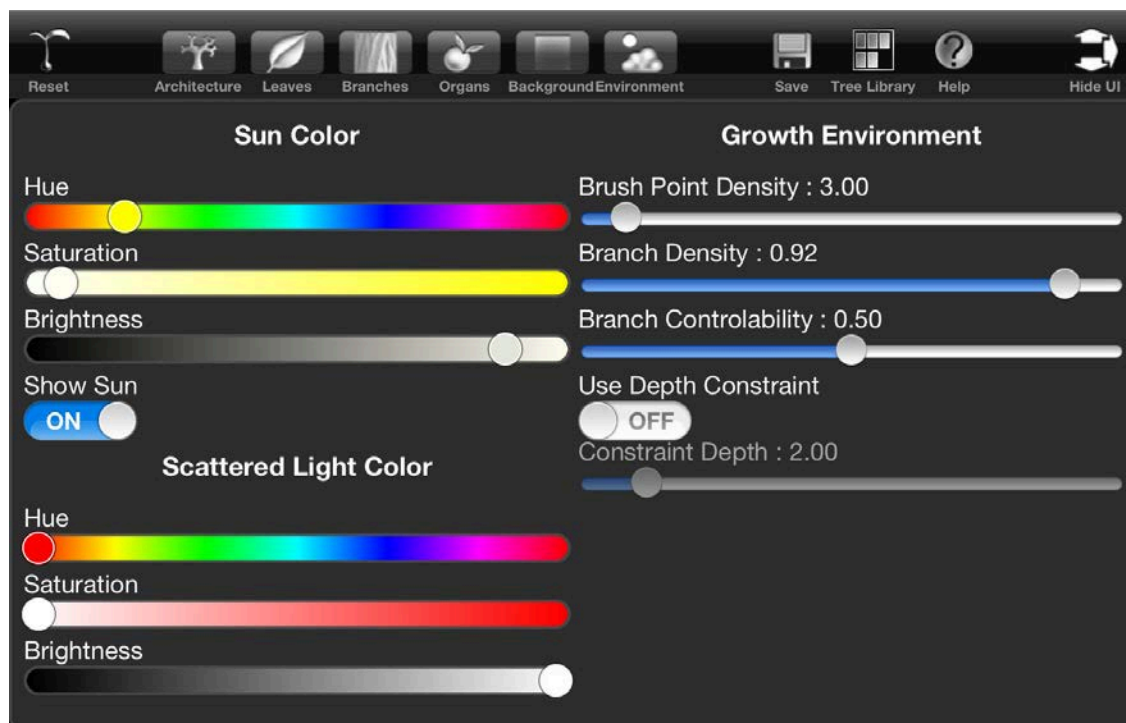 Reset Architecture Leaves Branches Organs Background Environment Save Tree Library Help Hide UI
Sun Color
Hue
Saturation
Brightness
Show Sun
ON
Scattered Light Color
Hue
Saturation
Brightness
Growth Environment
Brush Point Density : 3.00
Branch Density : 0.92
Branch Controlability : 0.50
Use Depth Constraint
OFF
Constraint Depth : 2.00